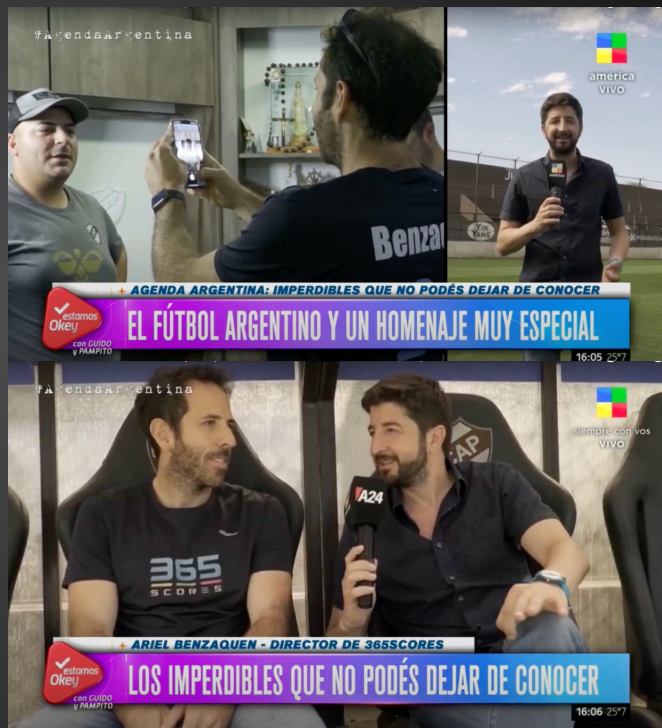 #AgendaArgentina
américa
VIVO
YIN
YANG
Benza
+ AGENDA ARGENTINA: IMPERDIBLES QUE NO PODÉS DEJAR DE CONOCER
estamos
Okey
con GUIDO
y PAMPITO
EL FÚTBOL ARGENTINO Y UN HOMENAJE MUY ESPECIAL
16:05 25°7
#AgendaArgentina
siempre con vos
VIVO
CAP
A24
365
SCORES
+ ARIEL BENZAQUEN - DIRECTOR DE 365SCORES
estamos
Okey
con GUIDO
y PAMPITO
LOS IMPERDIBLES QUE NO PODÉS DEJAR DE CONOCER
16:06 25°7